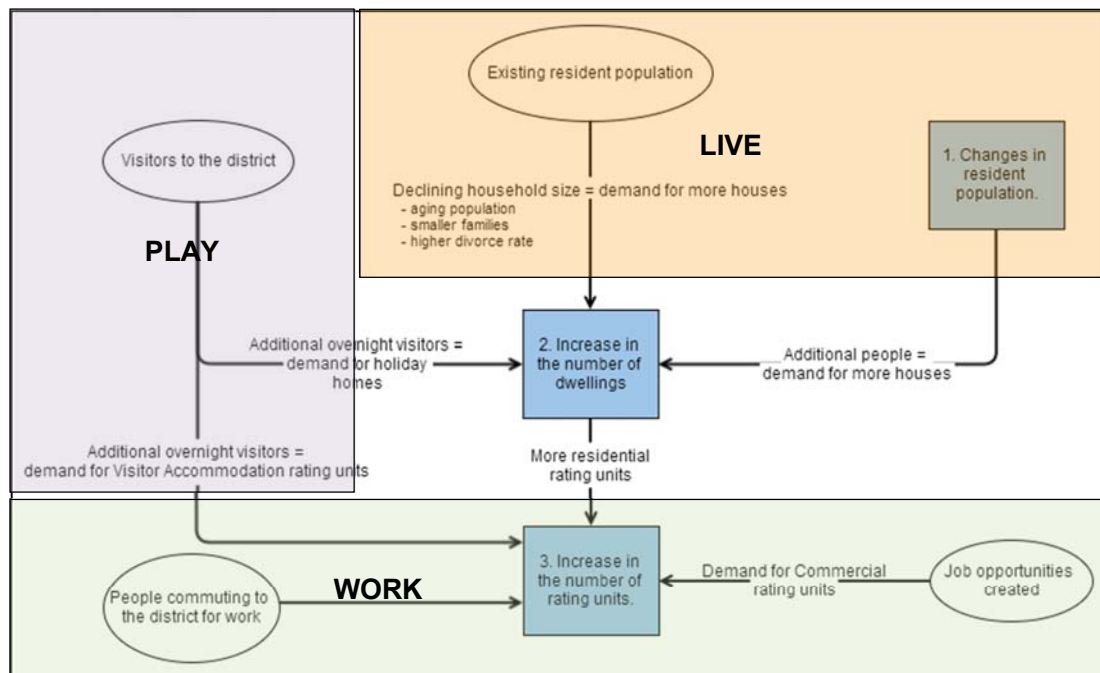 Existing resident population
LIVE
Visitors to the district
1. Changes in
resident
population.
Declining household size = demand for more houses
- aging population
- smaller families
- higher divorce rate
PLAY
Additional overnight visitors =
demand for holiday
homes
2. Increase in
the number of
dwellings
Additional people =
demand for more houses
Additional overnight visitors =
demand for Visitor Accommodation rating units
More residential
rating units
3. Increase in
the number of
rating units.
WORK
People commuting to
the district for work
Demand for Commercial
rating units
Job opportunities
created